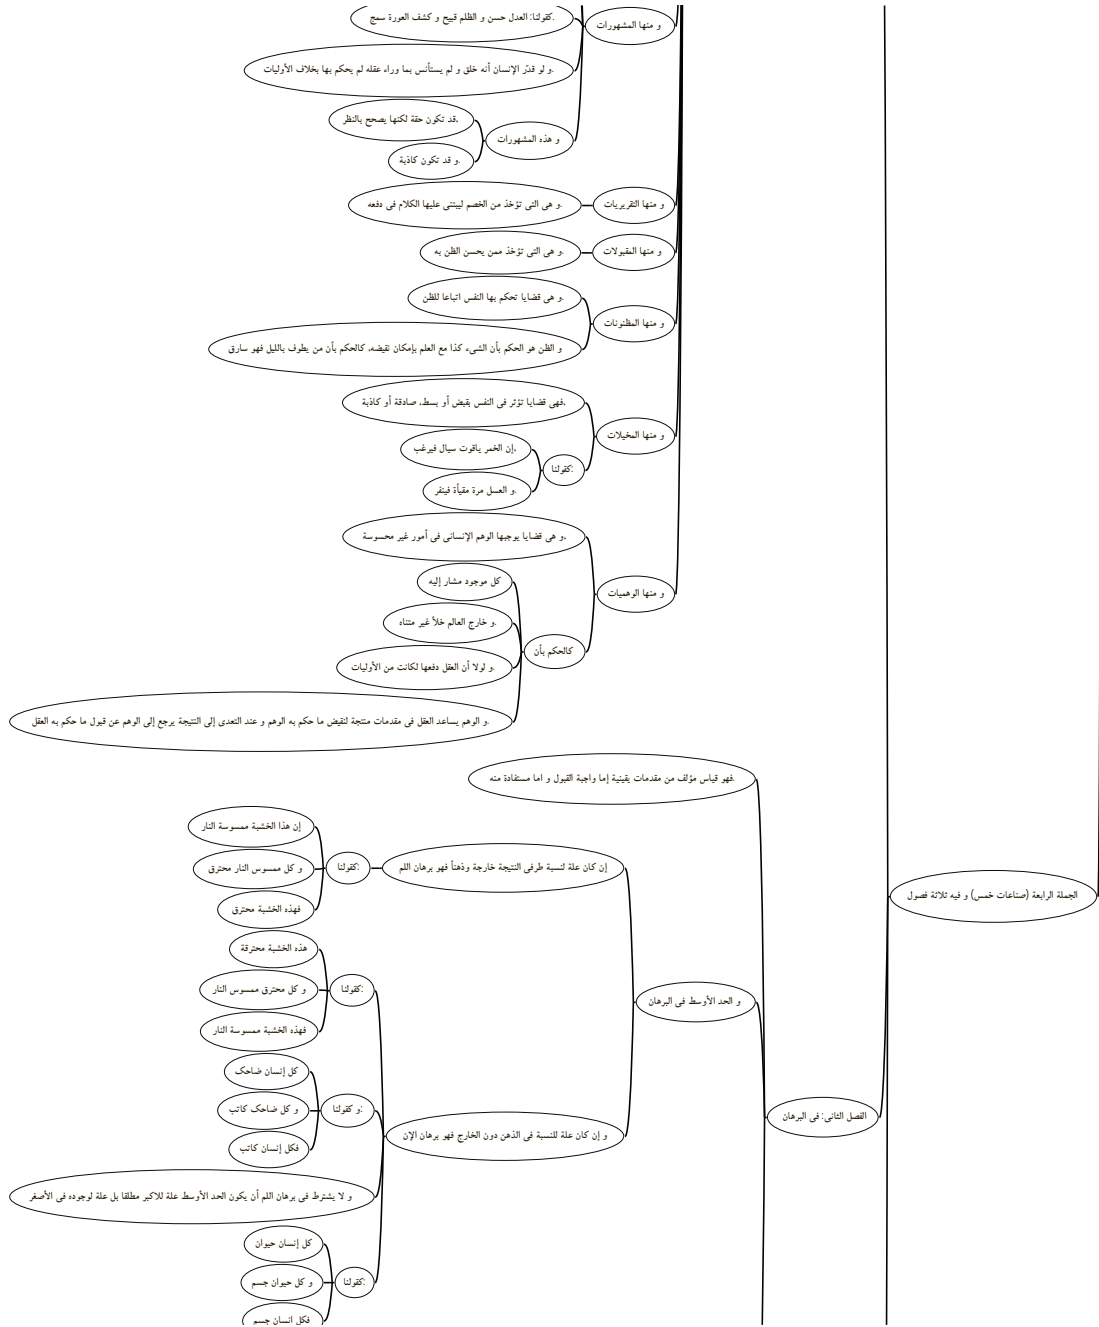 و منها المشهورات
كقولنا: العدل حسن و الظلم قبيح و كشف العورة سمج.
و لو قدّر الإنسان أنه خلق و لم يستأنس بما وراء عقله لم يحكم بها بخلاف الأوليات.
و هذه المشهورات
قد تكون حقة لكنها يصحح بالنظر،
و قد تكون كاذبة.
و منها التقريريات
و هى التى تؤخذ من الخصم ليبتنى عليها الكلام فى دفعه.
و منها المقبولات
و هى التى تؤخذ ممن يحسن الظن به.
و منها المظنونات
و هى قضايا تحكم بها النفس اتباعا للظن.
و الظن هو الحكم بأن الشىء كذا مع العلم بإمكان نقيضه، كالحكم بأن من يطوف بالليل فهو سارق
و منها المخيلات
فهى قضايا تؤثر فى النفس بقبض أو بسط، صادقة أو كاذبة،
كقولنا:
إن الخمر ياقوت سيال فيرغب،
و العسل مرة مقيأة فينفر.
و منها الوهميات
و هى قضايا يوجبها الوهم الإنسانى فى أمور غير محسوسة،
كالحكم بأن
كل موجود مشار إليه
و خارج العالم خلأ غير متناه.
و لولا أن العقل دفعها لكانت من الأوليات.
و الوهم يساعد العقل فى مقدمات منتجة لنقيض ما حكم به الوهم و عند التعدى إلى النتيجة يرجع إلى الوهم عن قبول ما حكم به العقل.
الجملة الرابعة (صناعات خمس) و فيه ثلاثة فصول
الفصل الثانى: فى البرهان
فهو قياس مؤلف من مقدمات يقينية إما واجبة القبول و اما مستفادة منه.
و الحد الأوسط فى البرهان
إن كان علة لنسبة طرفى النتيجة خارجة وذهناً فهو برهان اللم
كقولنا:
إن هذا الخشبة ممسوسة النار
و كل ممسوس النار محترق
فهذه الخشبة محترق
و إن كان علة للنسبة فى الذهن دون الخارج فهو برهان الإن
كقولنا:
هذه الخشبة محترقة
و كل محترق ممسوس النار
فهذه الخشبة ممسوسة النار
و كقولنا:
كل إنسان ضاحك
و كل ضاحك كاتب
فكل إنسان كاتب
و لا يشترط فى برهان اللم أن يكون الحد الأوسط علة للاكبر مطلقا بل علة لوجوده فى الأصغر
كقولنا:
كل إنسان حيوان
و كل حيوان جسم
فكل انسان جسم